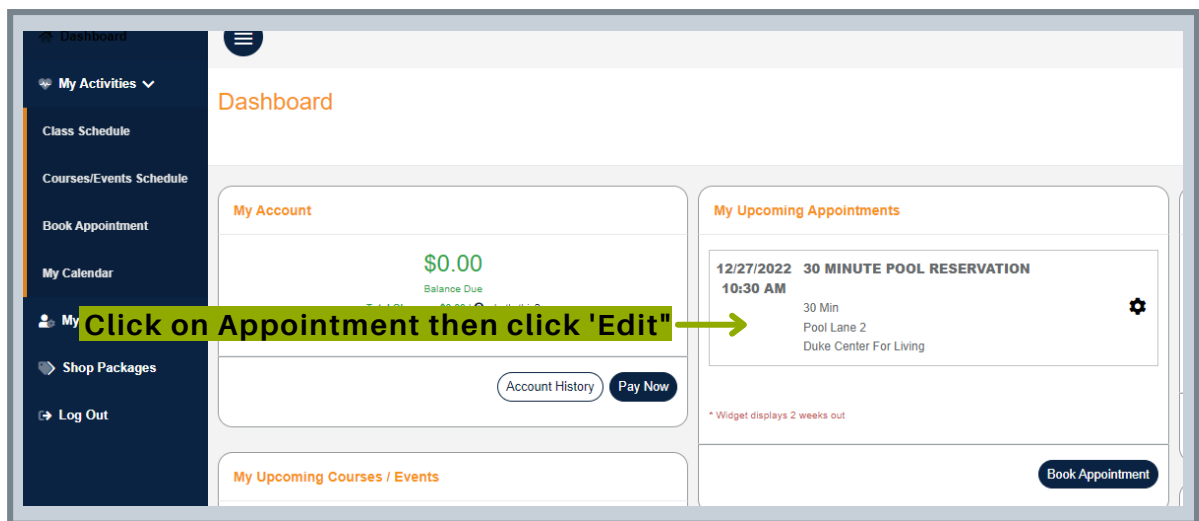 Dashboard
My Activities
Class Schedule
Courses/Events Schedule
Book Appointment
My Calendar
My
Shop Packages
Log Out
Dashboard
My Account
$0.00
Balance Due
Click on Appointment then click 'Edit"
Account History
Pay Now
My Upcoming Courses / Events
My Upcoming Appointments
12/27/2022 30 MINUTE POOL RESERVATION
10:30 AM
30 Min
Pool Lane 2
Duke Center For Living
* Widget displays 2 weeks out
Book Appointment